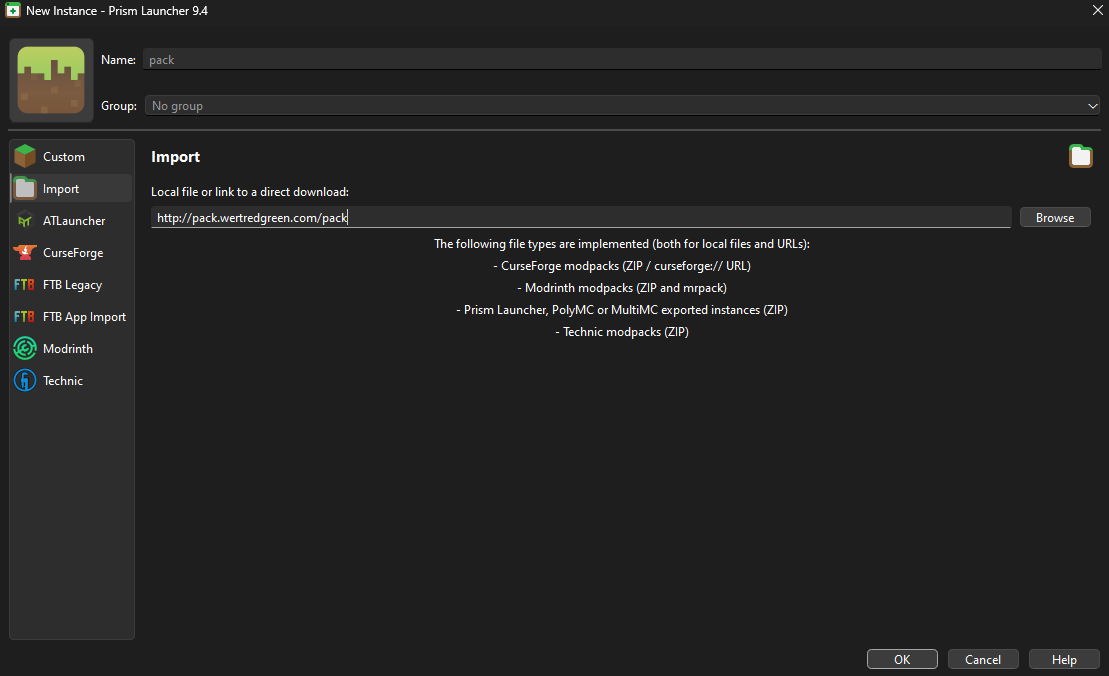 New Instance - Prism Launcher 9.4
Name: pack
Group: No group
Custom
Import
ATLauncher
CurseForge
FTB FTB Legacy
FTB FTB App Import
Modrinth
Technic
Import
Local file or link to a direct download:
http://pack.wertredgreen.com/pack
Browse
The following file types are implemented (both for local files and URLs):
- CurseForge modpacks (ZIP / curseforge:// URL)
- Modrinth modpacks (ZIP and mrpack)
- Prism Launcher, PolyMC or MultiMC exported instances (ZIP)
- Technic modpacks (ZIP)
OK Cancel Help